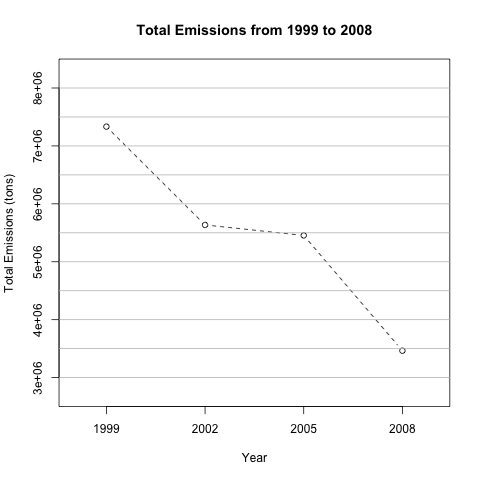 Total Emissions from 1999 to 2008
Total Emissions (tons)
8e+06
7e+06
6e+06
5e+06
4e+06
3e+06
1999 2002 2005 2008
Year